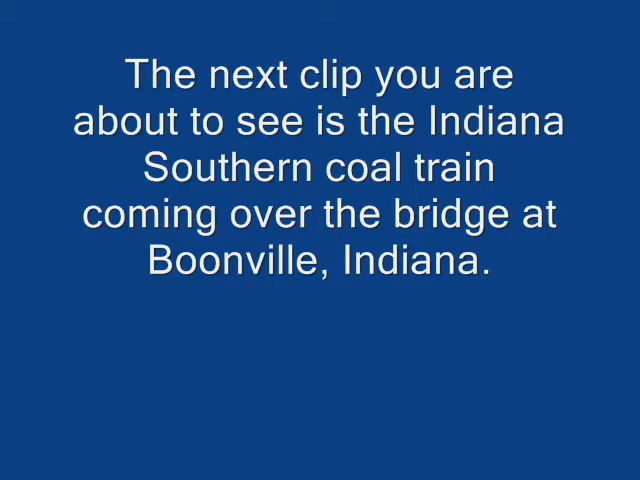 The next clip you are
about to see is the Indiana
Southern coal train
coming over the bridge at
Boonville, Indiana.